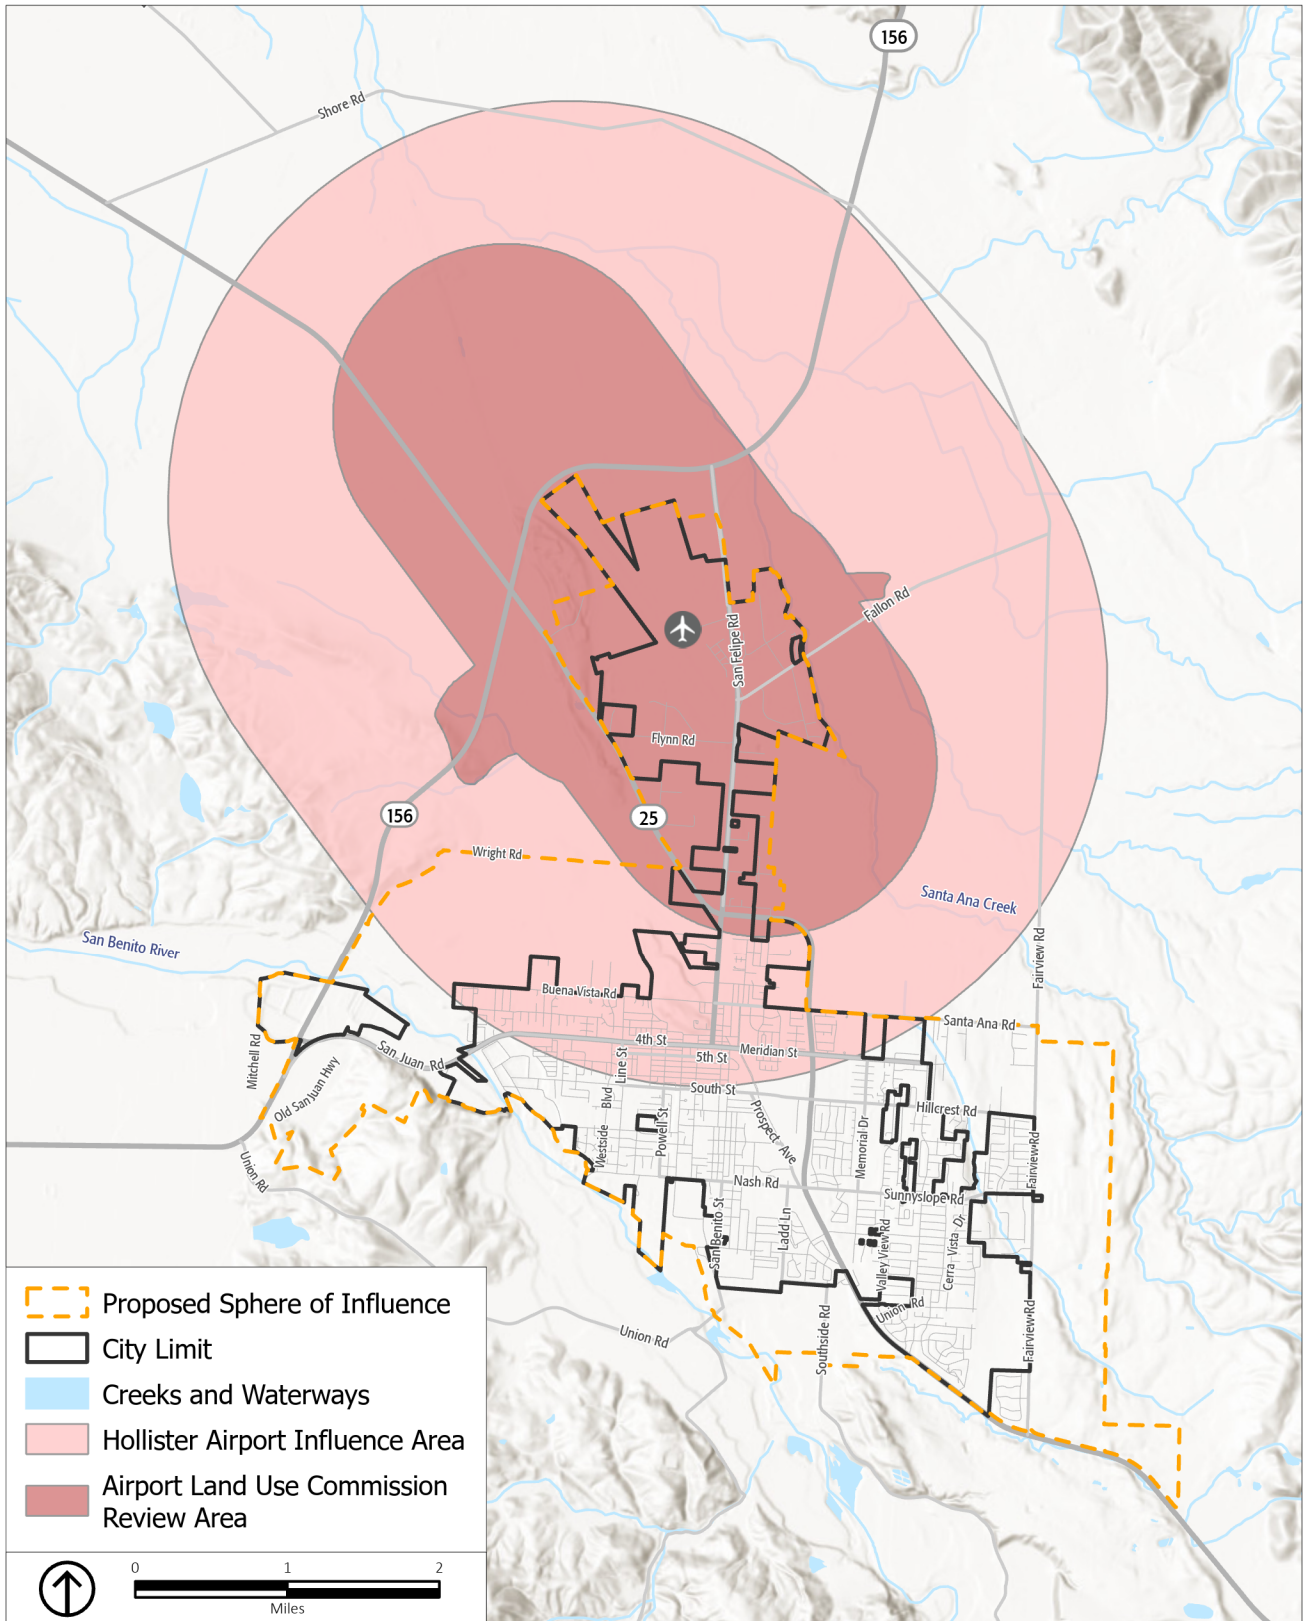 156
Shore Rd
Fallon Rd
San Felipe Rd
Flynn Rd
156
25
Wright Rd
Santa Ana Creek
San Benito River
Fairview Rd
Buena Vista Rd
Santa Ana Rd
Mitchell Rd
4th St
Meridian St
5th St
San Juan Rd
Line St
Old San Juan Hwy
South St
Westside Blvd
Powell St
Prospect Ave
Memorial Dr
Hillcrest Rd
Fairview Rd
Union Rd
Nash Rd
Sunnyslope Rd
San Benito St
Ladd Ln
Valley View Rd
Cerra Vista Dr
Union Rd
Union Rd
Southside Rd
Fairview Rd
Proposed Sphere of Influence
City Limit
Creeks and Waterways
Hollister Airport Influence Area
Airport Land Use Commission
Review Area
0 1 2
Miles